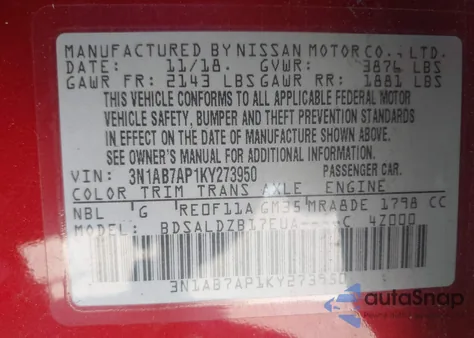 MANUFACTURED BY NISSAN MOTOR CO., LTD.
DATE: 11/18. GVWR: 3876 LBS
GAWR FR: 2143 LBS GAWR RR: 1881 LBS
THIS VEHICLE CONFORMS TO ALL APPLICABLE FEDERAL MOTOR
VEHICLE SAFETY, BUMPER AND THEFT PREVENTION STANDARDS
IN EFFECT ON THE DATE OF MANUFACTURE SHOWN ABOVE.
SEE OWNER'S MANUAL FOR ADDITIONAL INFORMATION.
VIN: 3N1AB7AP1KY273950 PASSENGER CAR.
COLOR TRIM TRANS AXLE ENGINE
NBL G RE0F11A GM35 MRA8DE 1798 CC
MODEL: BDSALDZB17EUA-----C 4Z000
3N1AB7AP1KY273950
autoSnap